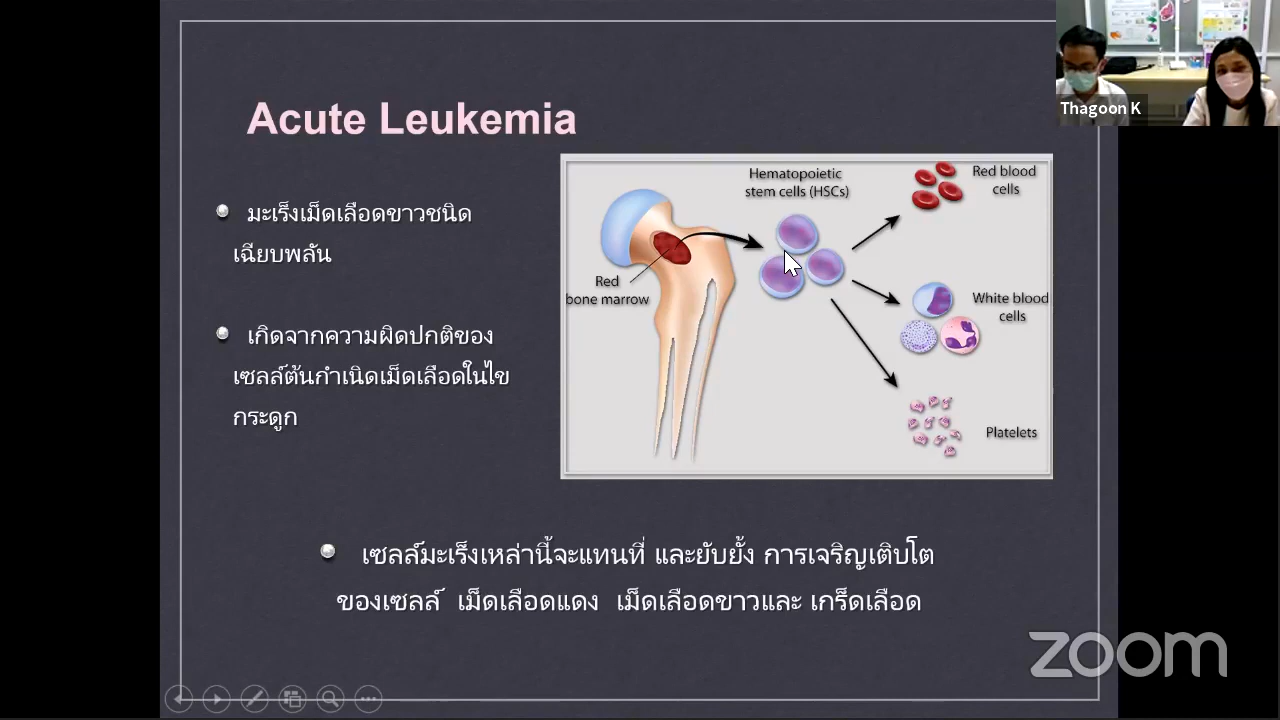 Acute Leukemia
มะเร็งเม็ดเลือดขาวชนิด
เฉียบพลัน
เกิดจากความผิดปกติของ
เซลล์ต้นกำเนิดเม็ดเลือดในไข
กระดูก
Hematopoietic
stem cells (HSCs)
Red blood
cells
Red
bone marrow
White blood
cells
Platelets
เซลล์มะเร็งเหล่านี้จะแทนที่ และยับยั้ง การเจริญเติบโต
ของเซลล์ เม็ดเลือดแดง เม็ดเลือดขาวและ เกร็ดเลือด
Thagoon K
zoom